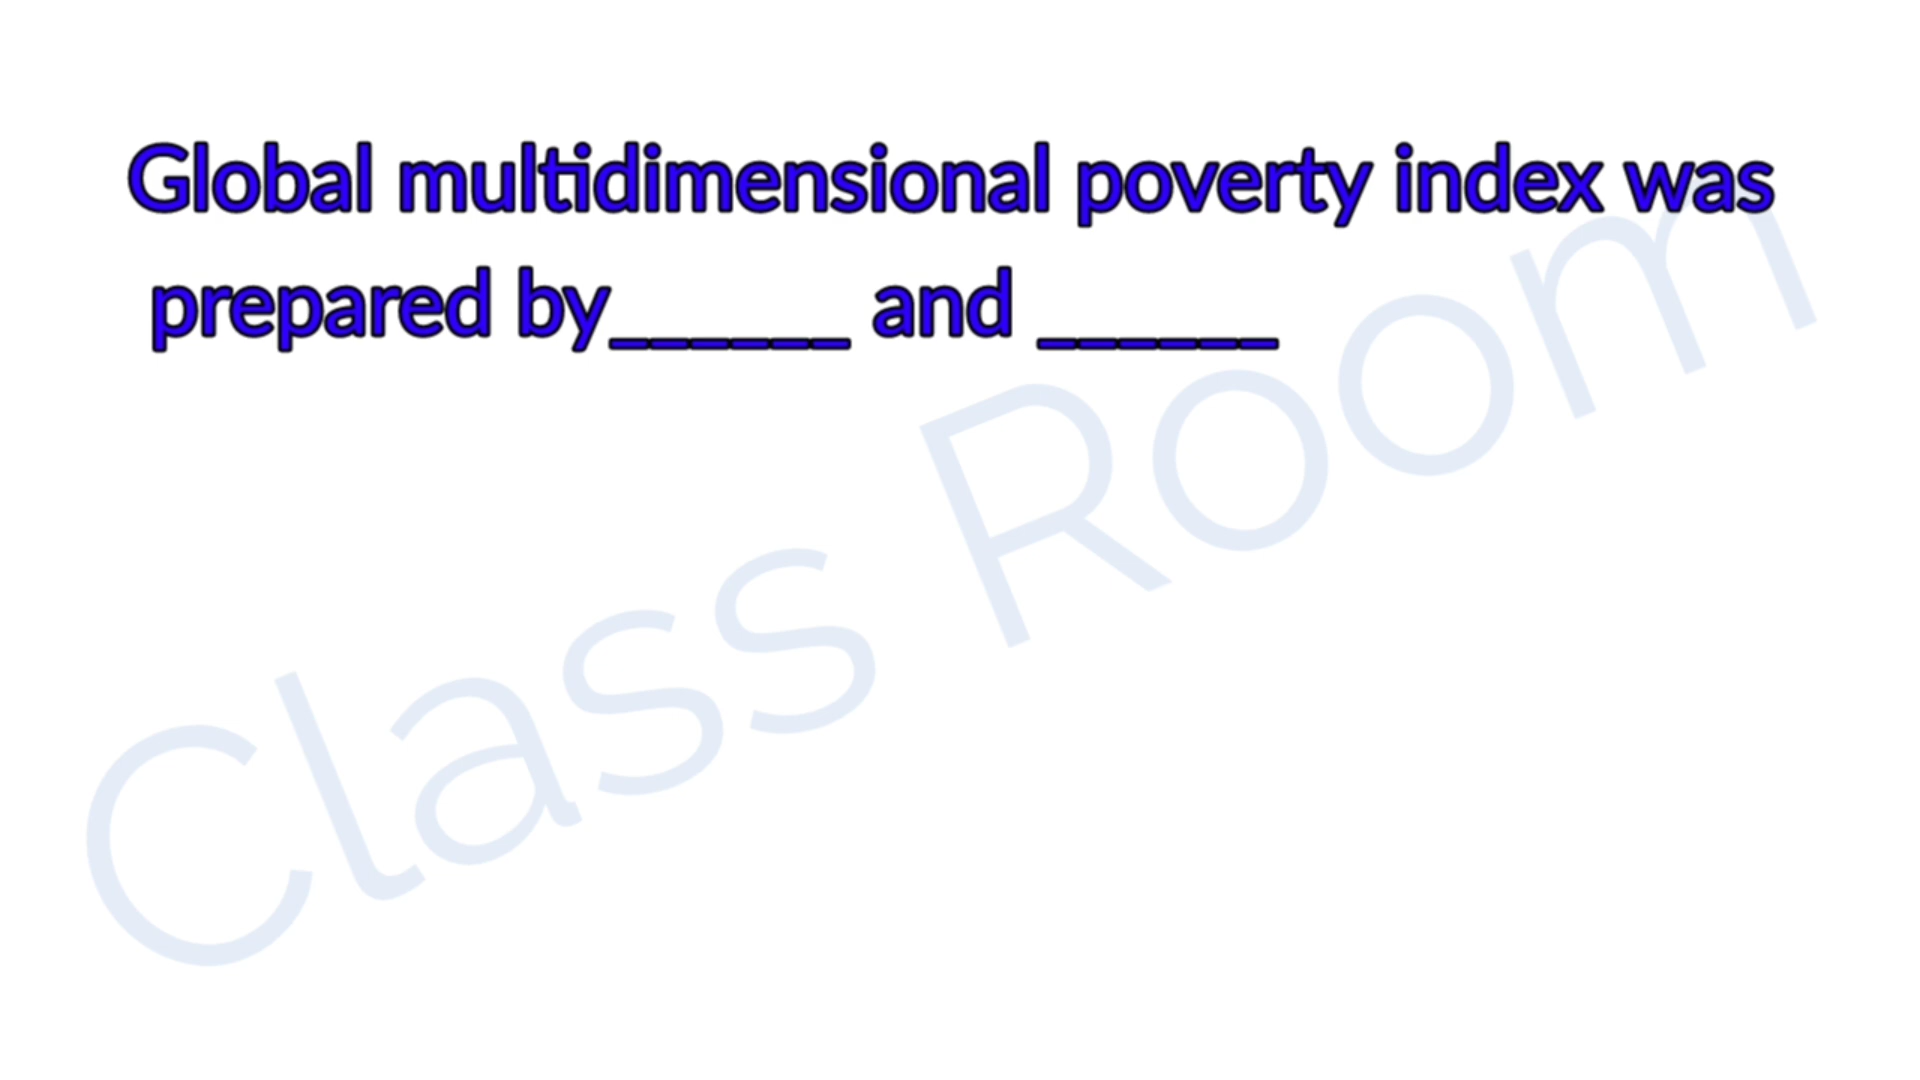 Global multidimensional poverty index was
prepared by______ and ______
Class Room